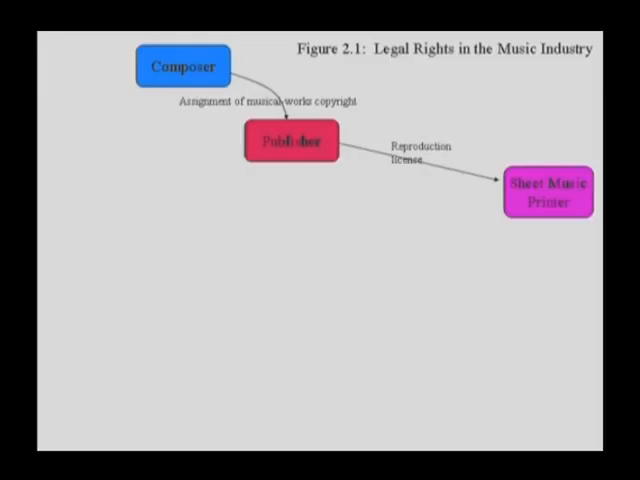 Figure 2.1: Legal Rights in the Music Industry
Composer
Assignment of musical works copyright
Publisher
Reproduction
license
Sheet Music
Printer